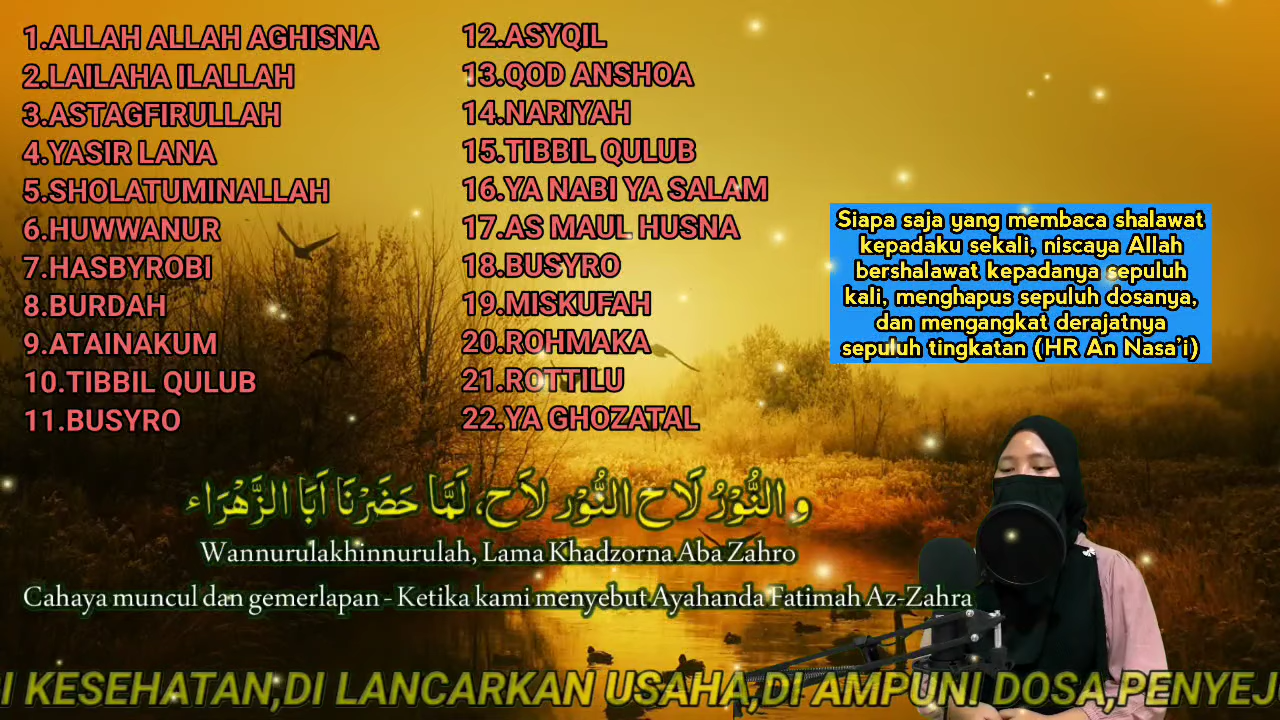 1.ALLAH ALLAH AGHISNA
2.LAILAHA ILALLAH
3.ASTAGFIRULLAH
4.YASIR LANA
5.SHOLATUMINALLAH
6.HUWWANUR
7.HASBYROBI
8.BURDAH
9.ATAINAKUM
10.TIBBIL QULUB
11.BUSYRO
12.ASYQIL
13.QOD ANSHOA
14.NARIYAH
15.TIBBIL QULUB
16.YA NABI YA SALAM
17.AS MAUL HUSNA
18.BUSYRO
19.MISKUFAH
20.ROHMAKA
21.ROTTILU
22.YA GHOZATAL
Siapa saja yang membaca shalawat
kepadaku sekali, niscaya Allah
bershalawat kepadanya sepuluh
kali, menghapus sepuluh dosanya,
dan mengangkat derajatnya
sepuluh tingkatan (HR An Nasa'i)
و النُّوْرُ لَاحَ النُّوْر لاَح، لَمَّا حَضَرْنَا اَبَا الزَّهْرَاء
Wannurulakhinnurulah, Lama Khadzorna Aba Zahro
Cahaya muncul dan gemerlapan - Ketika kami menyebut Ayahanda Fatimah Az-Zahra
DI KESEHATAN,DI LANCARKAN USAHA,DI AMPUNI DOSA,PENYEJ